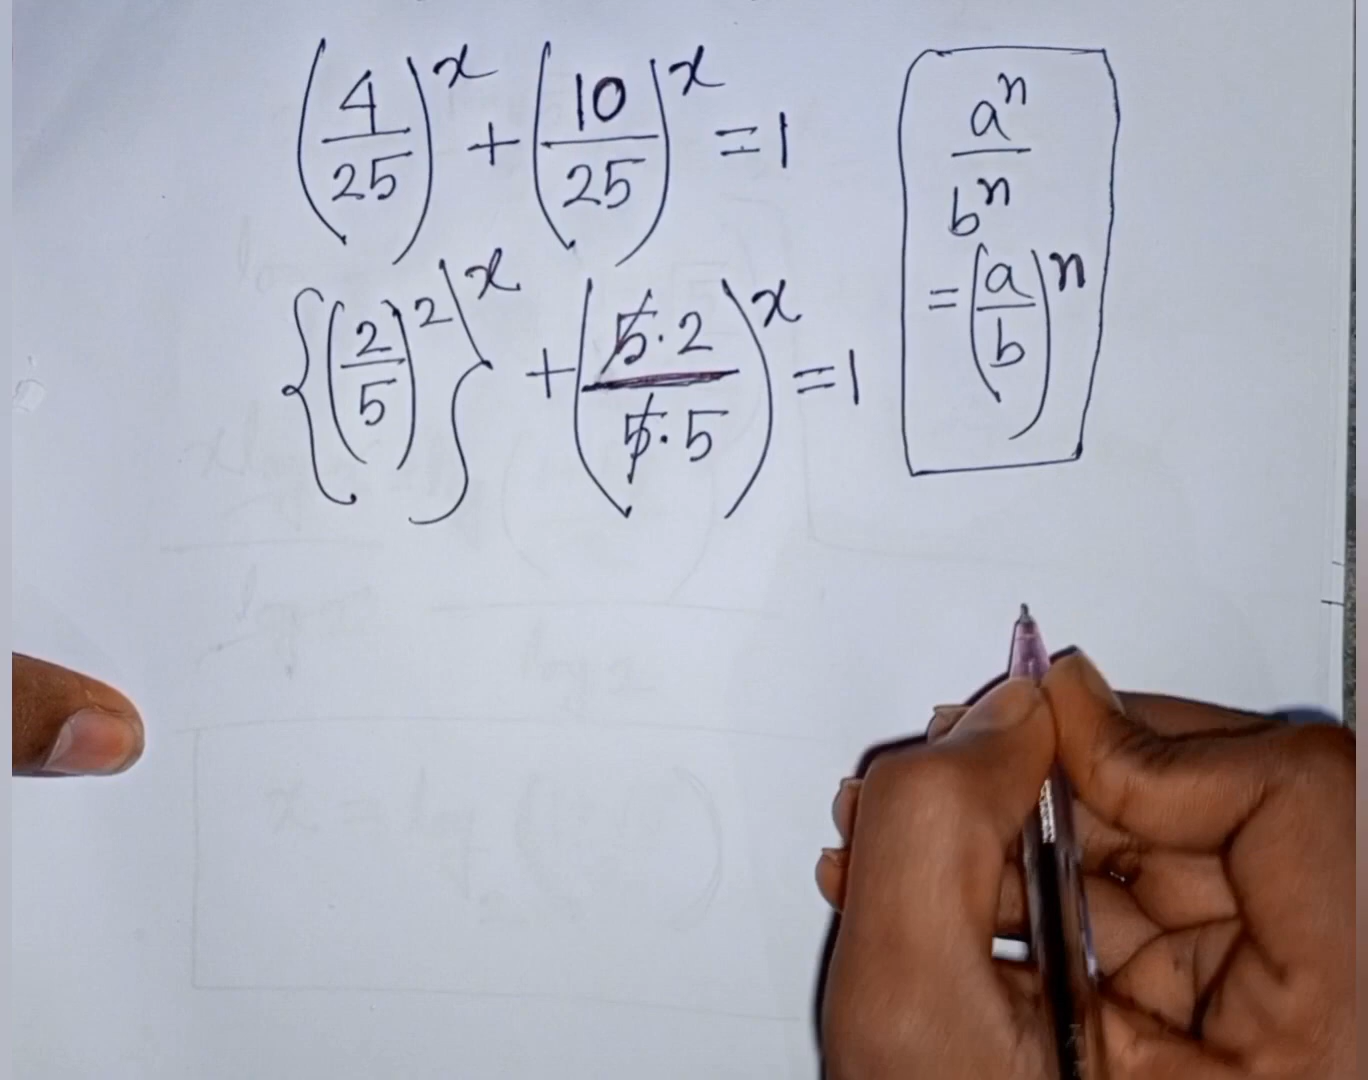 (4/25)^x + (10/25)^x = 1
{(2/5)^2}^x + (5·2/5·5)^x = 1
a^n/b^n
= (a/b)^n